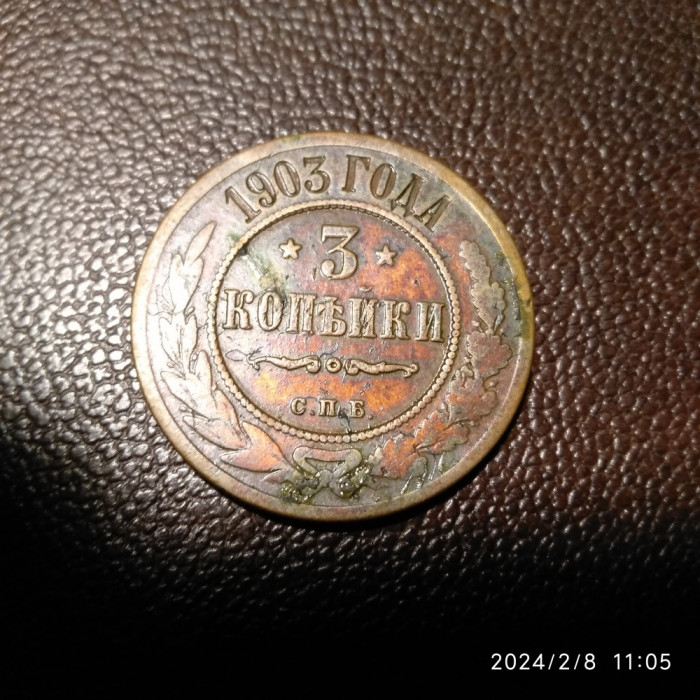 1903 ГОДА
★ 3 ★
КОПѢЙКИ
С.П.Б.
2024/2/8 11:05